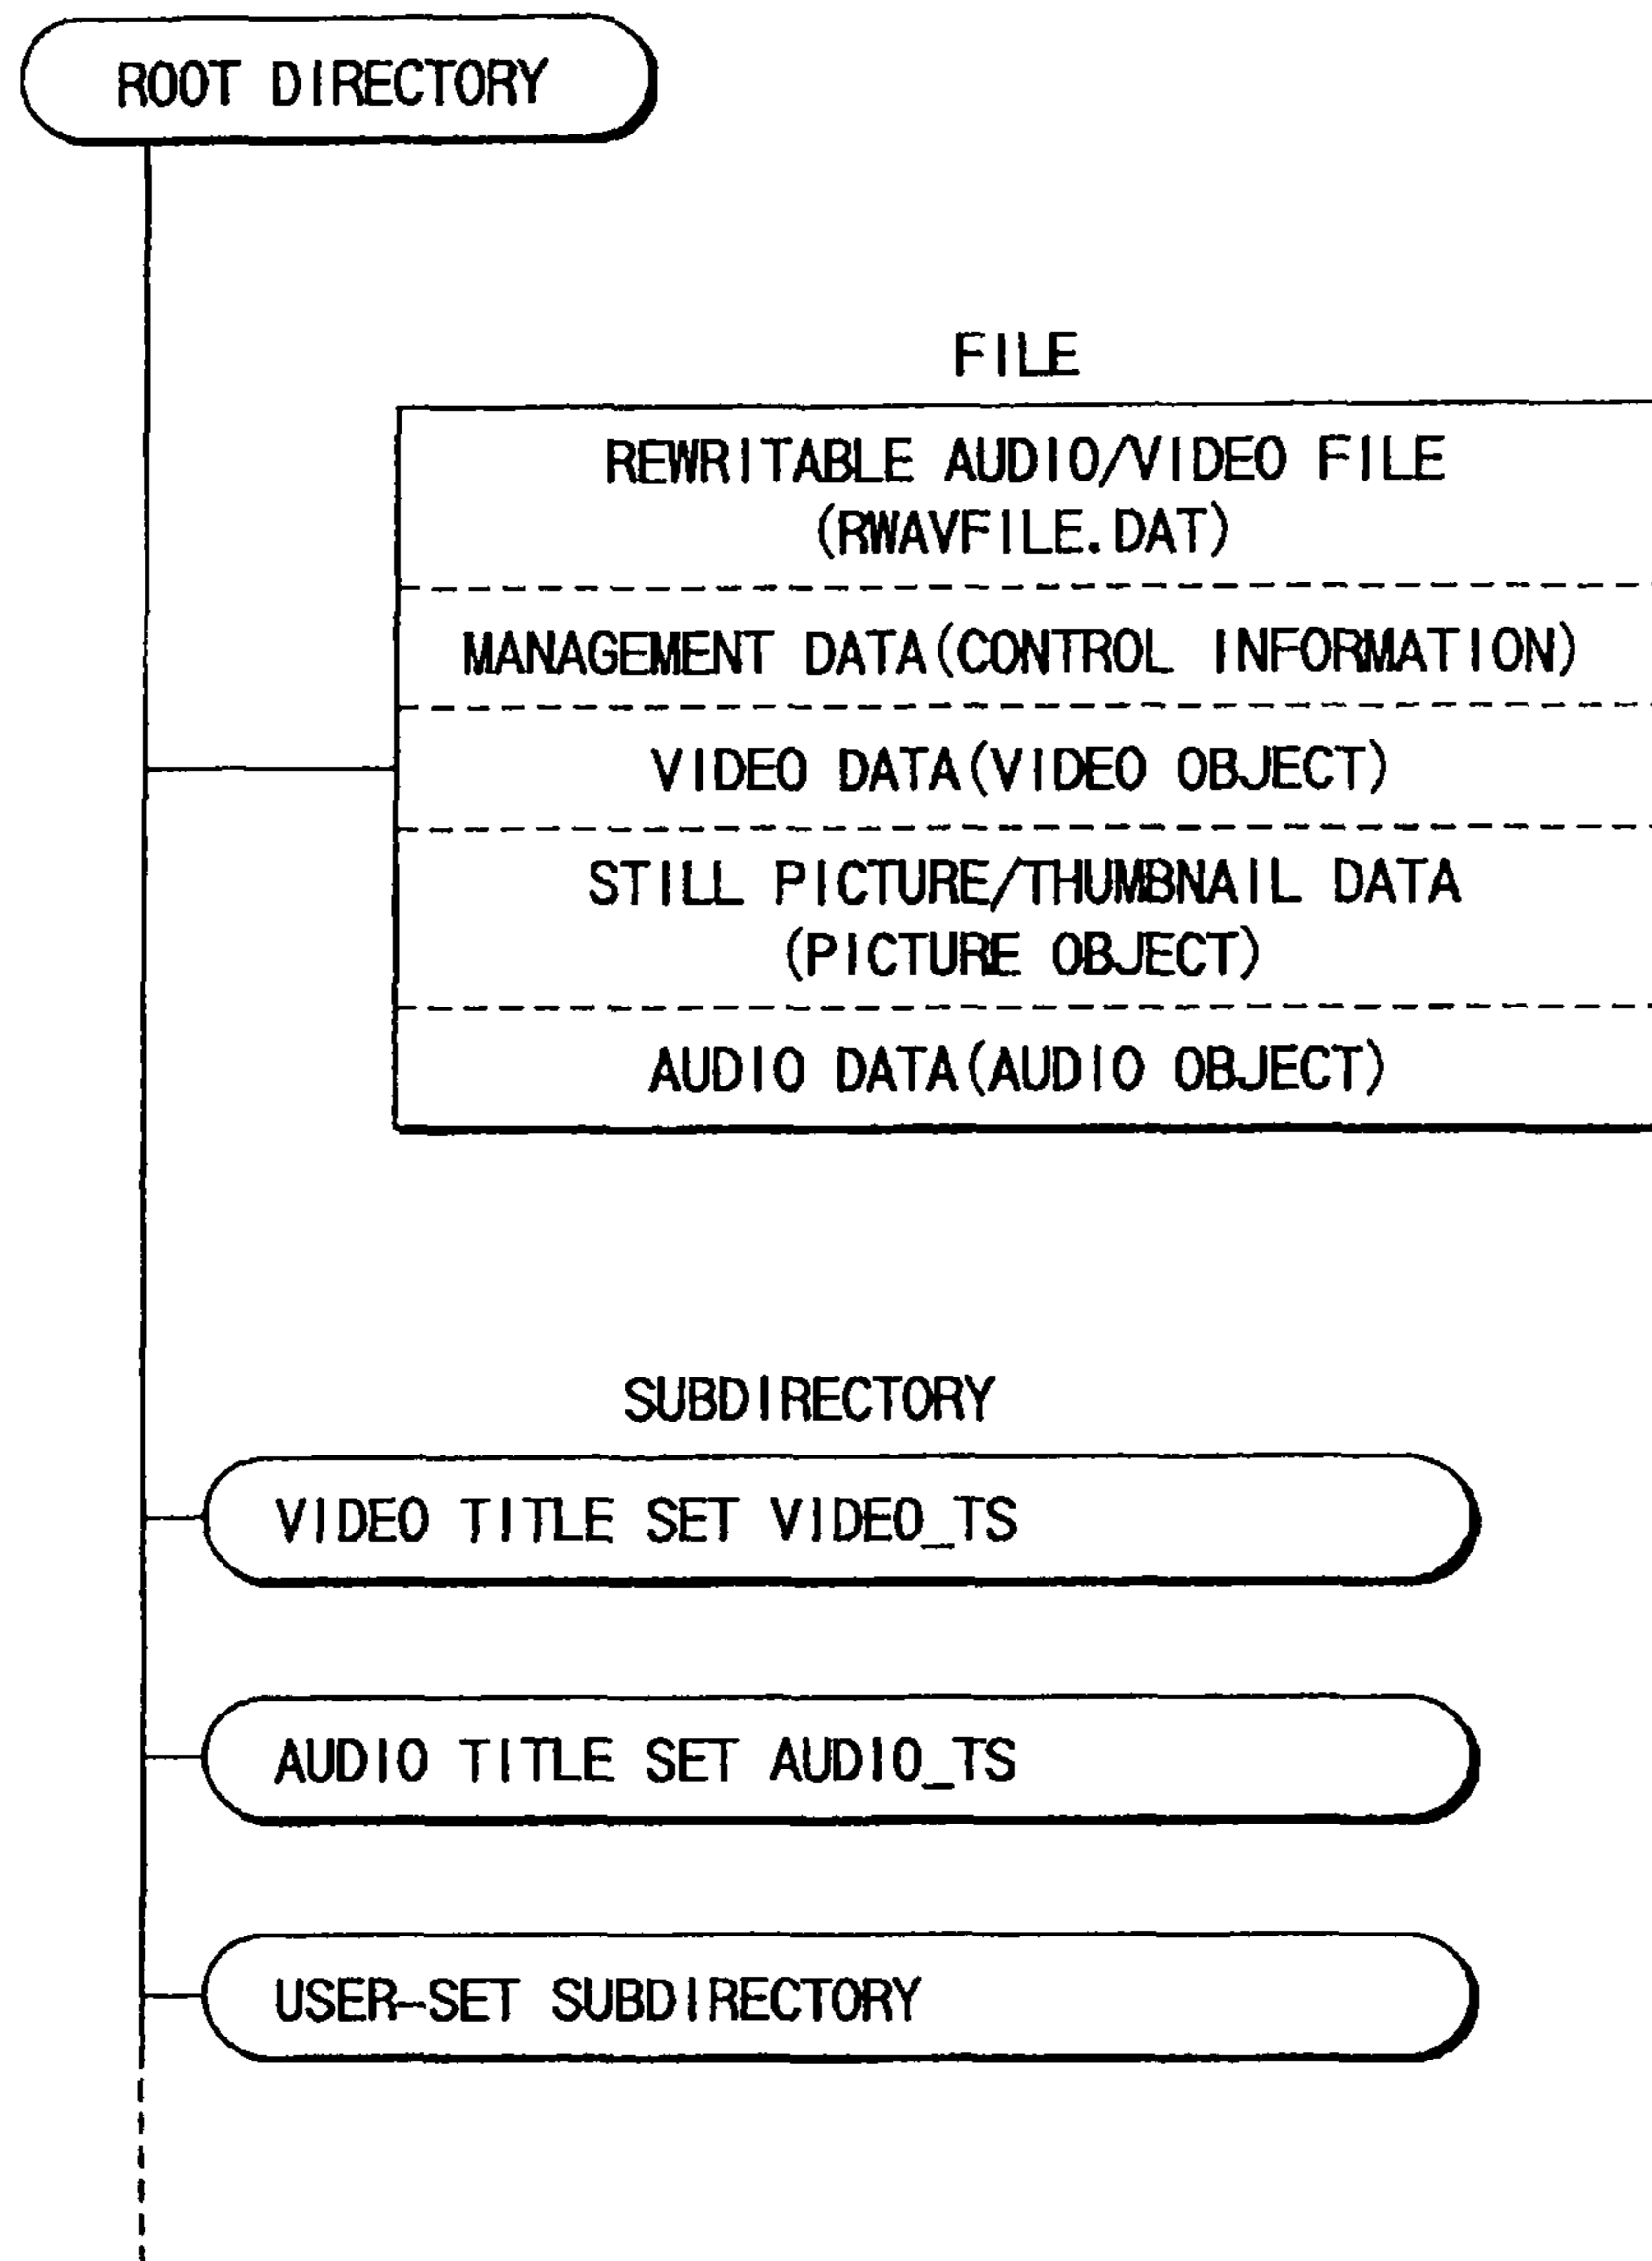 ROOT DIRECTORY
FILE
REWRITABLE AUDIO/VIDEO FILE
(RWAVFILE.DAT)
MANAGEMENT DATA(CONTROL INFORMATION)
VIDEO DATA(VIDEO OBJECT)
STILL PICTURE/THUMBNAIL DATA
(PICTURE OBJECT)
AUDIO DATA(AUDIO OBJECT)
SUBDIRECTORY
VIDEO TITLE SET VIDEO_TS
AUDIO TITLE SET AUDIO_TS
USER-SET SUBDIRECTORY